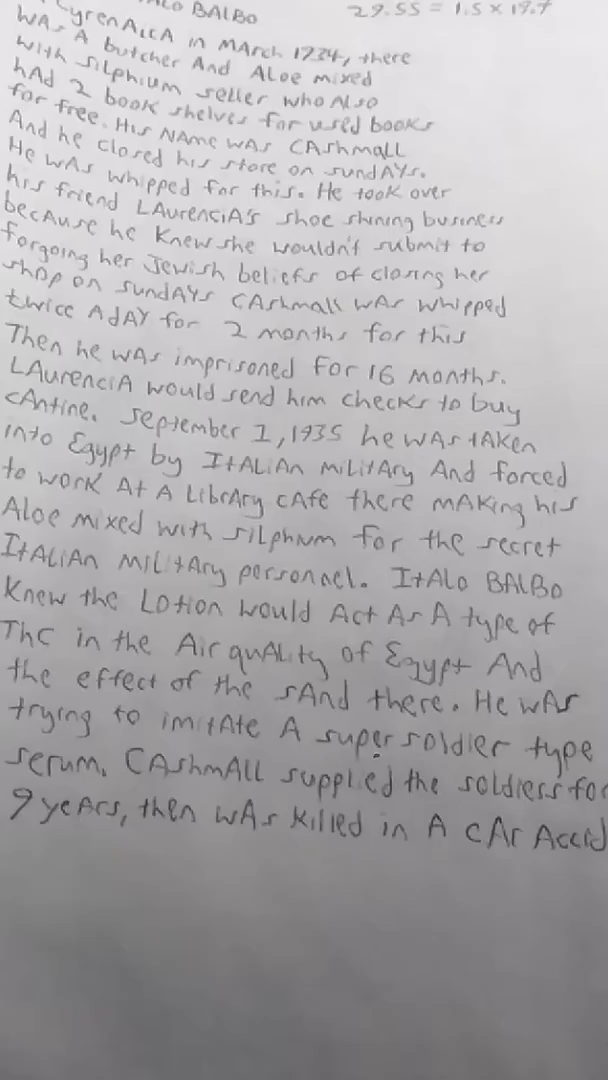 BALBO
29.55 = 1.5 x 19.7
CyrenAicA in MArch 1934, there
WAs A butcher And Aloe mixed
with silphium seller who Also
hAd 2 book shelves for used books
for free. His NAme wAs CAshmall
And he closed his store on sundAYs.
He wAs whipped for this. He took over
his friend LAurenciA's shoe shining business
becAuse he Knew she wouldn't submit to
forgoing her Jewish beliefs of closing her
shop on sundAYs CAshmall wAs whipped
twice A dAY for 2 months for this
Then he wAs imprisoned for 16 months.
LAurenciA would send him checks to buy
cAntine. September 1, 1935 he wAs tAken
into Egypt by ItALiAn militAry And forced
to work At A LibrAry cAfe there mAking his
Aloe mixed with silphium for the secret
ItALiAn militAry personnel. ItAlo BAlBo
Knew the Lotion would Act As A type of
ThC in the Air quAlity of Egypt And
the effect of the sAnd there. He wAs
trying to imitAte A super soldier type
serum. CAshmAll supplied the soldiers for
9 yeArs, then wAs killed in A cAr